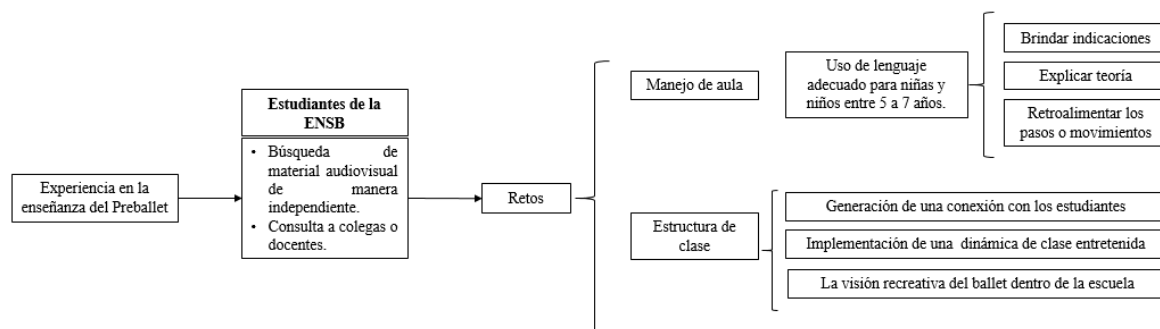 Experiencia en la
enseñanza del Preballet
Estudiantes de la
ENSB
• Búsqueda de
material audiovisual
de manera
independiente.
• Consulta a colegas o
docentes.
Retos
Manejo de aula
Uso de lenguaje
adecuado para niñas y
niños entre 5 a 7 años.
Brindar indicaciones
Explicar teoría
Retroalimentar los
pasos o movimientos
Estructura de
clase
Generación de una conexión con los estudiantes
Implementación de una dinámica de clase entretenida
La visión recreativa del ballet dentro de la escuela